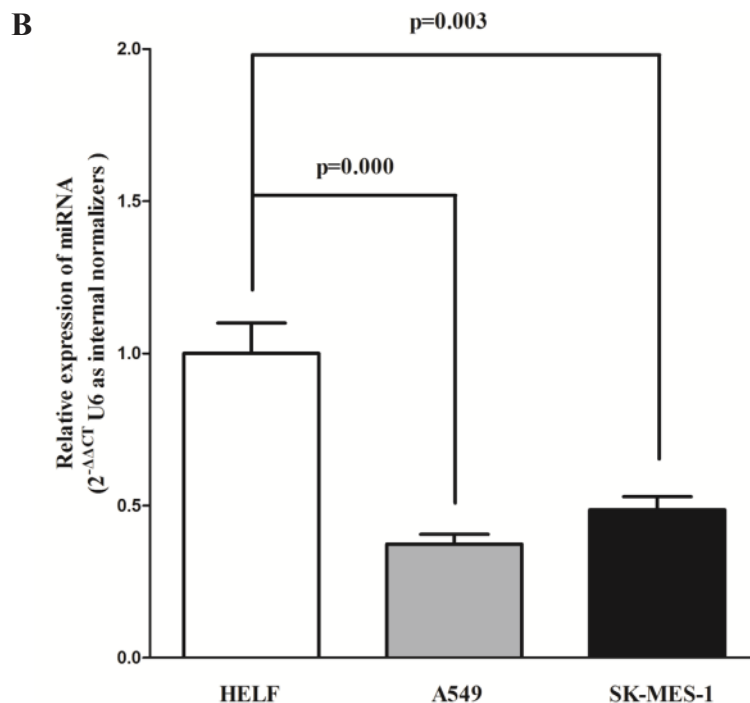 B
p=0.003
p=0.000
Relative expression of miRNA
(2-ΔΔCT U6 as internal normalizers )
2.0
1.5
1.0
0.5
0.0
HELF A549 SK-MES-1